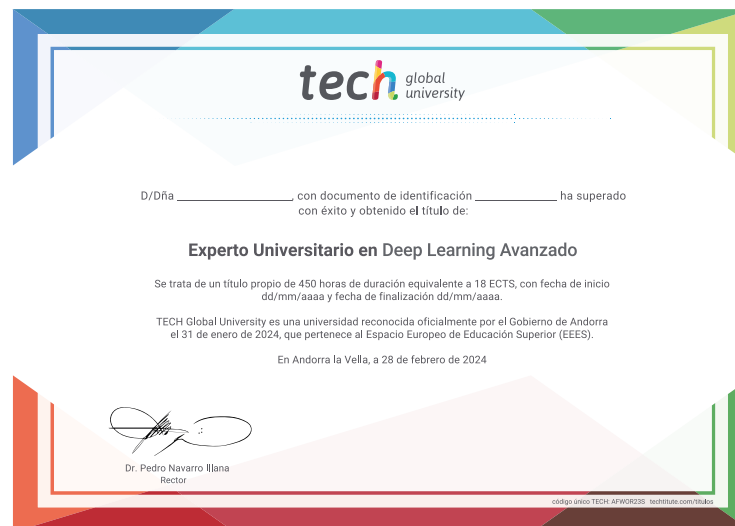 tech global university
D/Dña ____________________, con documento de identificación ______________ ha superado
con éxito y obtenido el título de:
Experto Universitario en Deep Learning Avanzado
Se trata de un título propio de 450 horas de duración equivalente a 18 ECTS, con fecha de inicio
dd/mm/aaaa y fecha de finalización dd/mm/aaaa.
TECH Global University es una universidad reconocida oficialmente por el Gobierno de Andorra
el 31 de enero de 2024, que pertenece al Espacio Europeo de Educación Superior (EEES).
En Andorra la Vella, a 28 de febrero de 2024
Dr. Pedro Navarro Illana
Rector
código único TECH: AFWOR23S techtitute.com/titulos